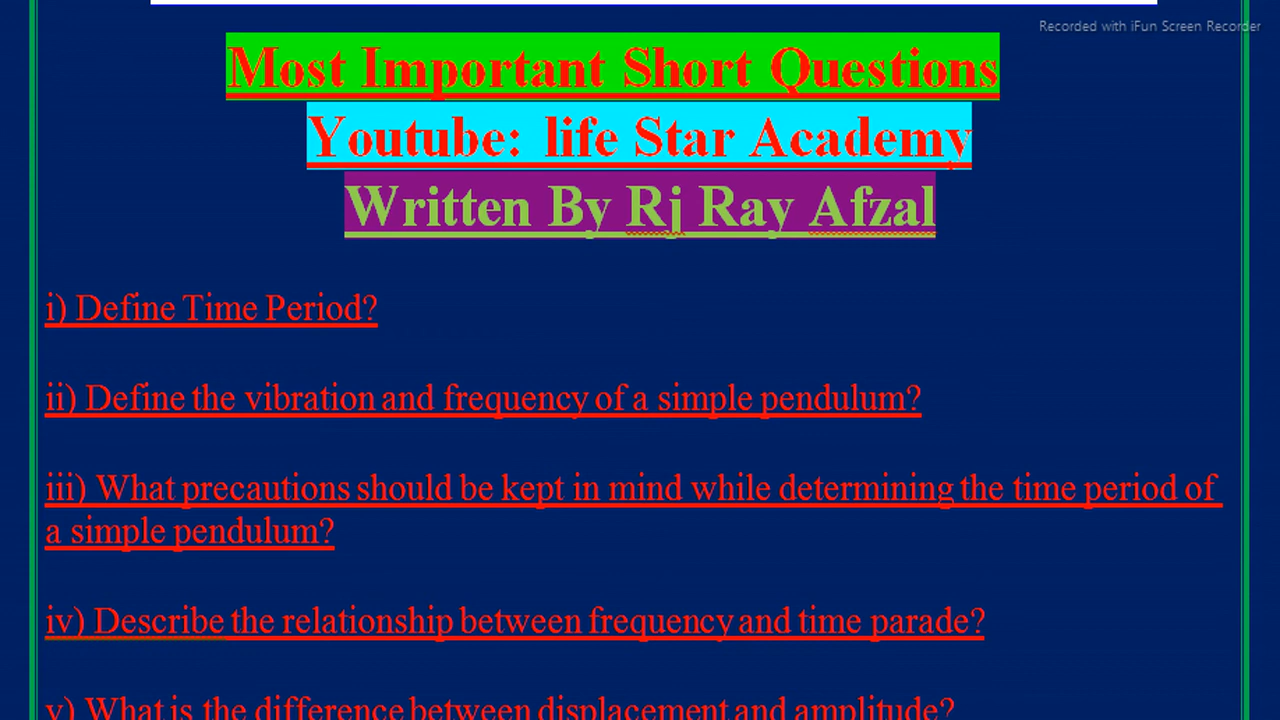 Recorded with iFun Screen Recorder
Most Important Short Questions
Youtube: life Star Academy
Written By Rj Ray Afzal
i) Define Time Period?
ii) Define the vibration and frequency of a simple pendulum?
iii) What precautions should be kept in mind while determining the time period of
a simple pendulum?
iv) Describe the relationship between frequency and time parade?
v) What is the difference between displacement and amplitude?